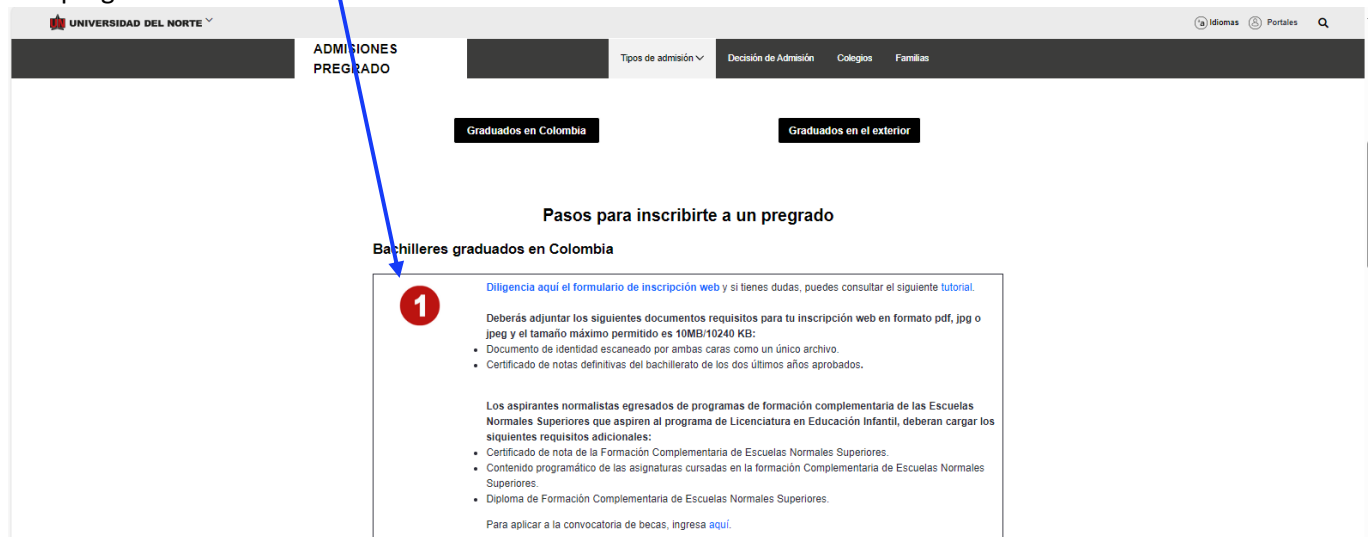 UNIVERSIDAD DEL NORTE
Idiomas Portales
ADMISIONES
PREGRADO
Tipos de admisión Decisión de Admisión Colegios Familias
Graduados en Colombia Graduados en el exterior
Pasos para inscribirte a un pregrado
Bachilleres graduados en Colombia
1
Diligencia aquí el formulario de inscripción web y si tienes dudas, puedes consultar el siguiente tutorial.
Deberás adjuntar los siguientes documentos requisitos para tu inscripción web en formato pdf, jpg o
jpeg y el tamaño máximo permitido es 10MB/10240 KB:
• Documento de identidad escaneado por ambas caras como un único archivo.
• Certificado de notas definitivas del bachillerato de los dos últimos años aprobados.
Los aspirantes normalistas egresados de programas de formación complementaria de las Escuelas
Normales Superiores que aspiren al programa de Licenciatura en Educación Infantil, deberan cargar los
siquientes requisitos adicionales:
• Certificado de nota de la Formación Complementaria de Escuelas Normales Superiores.
• Contenido programático de las asignaturas cursadas en la formación Complementaria de Escuelas Normales
Superiores.
• Diploma de Formación Complementaria de Escuelas Normales Superiores.
Para aplicar a la convocatoria de becas, ingresa aquí.